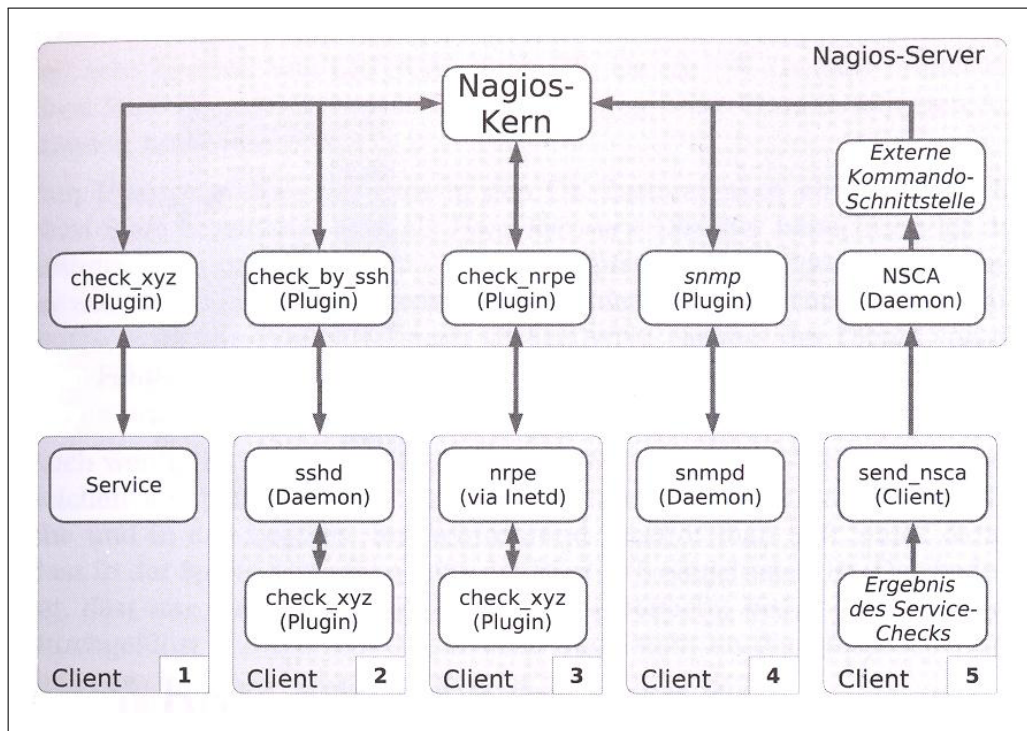 Nagios-Server
Nagios-
Kern
Externe
Kommando-
Schnittstelle
check_xyz
(Plugin)
check_by_ssh
(Plugin)
check_nrpe
(Plugin)
snmp
(Plugin)
NSCA
(Daemon)
Service
sshd
(Daemon)
nrpe
(via Inetd)
snmpd
(Daemon)
send_nsca
(Client)
check_xyz
(Plugin)
check_xyz
(Plugin)
Ergebnis
des Service-
Checks
Client 1
Client 2
Client 3
Client 4
Client 5